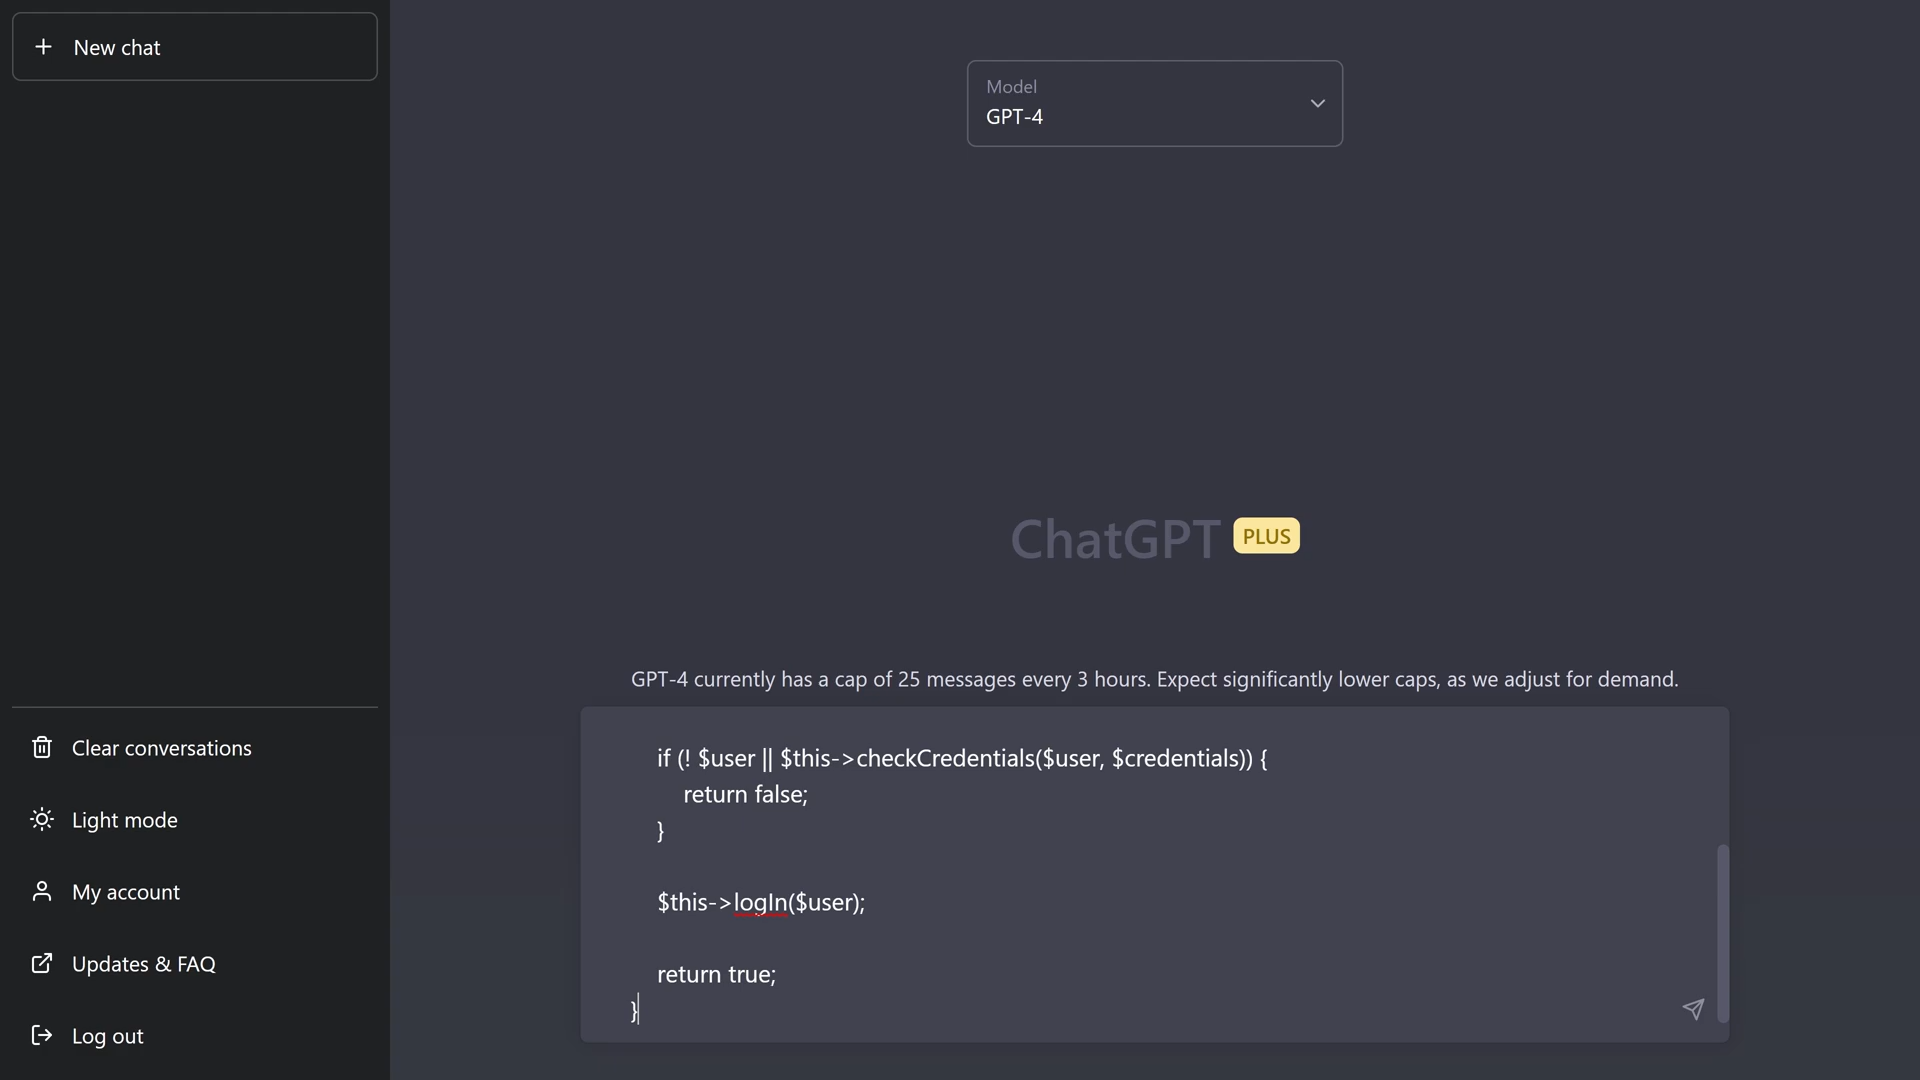 New chat
Model
GPT-4
ChatGPT PLUS
GPT-4 currently has a cap of 25 messages every 3 hours. Expect significantly lower caps, as we adjust for demand.
if (! $user || $this->checkCredentials($user, $credentials)) {
return false;
}
$this->logIn($user);
return true;
}
Clear conversations
Light mode
My account
Updates & FAQ
Log out